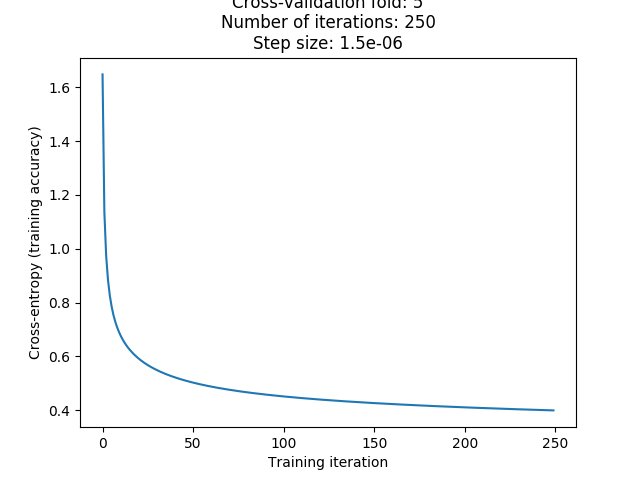 Cross-validation fold: 5
Number of iterations: 250
Step size: 1.5e-06
Cross-entropy (training accuracy)
1.6
1.4
1.2
1.0
0.8
0.6
0.4
0 50 100 150 200 250
Training iteration